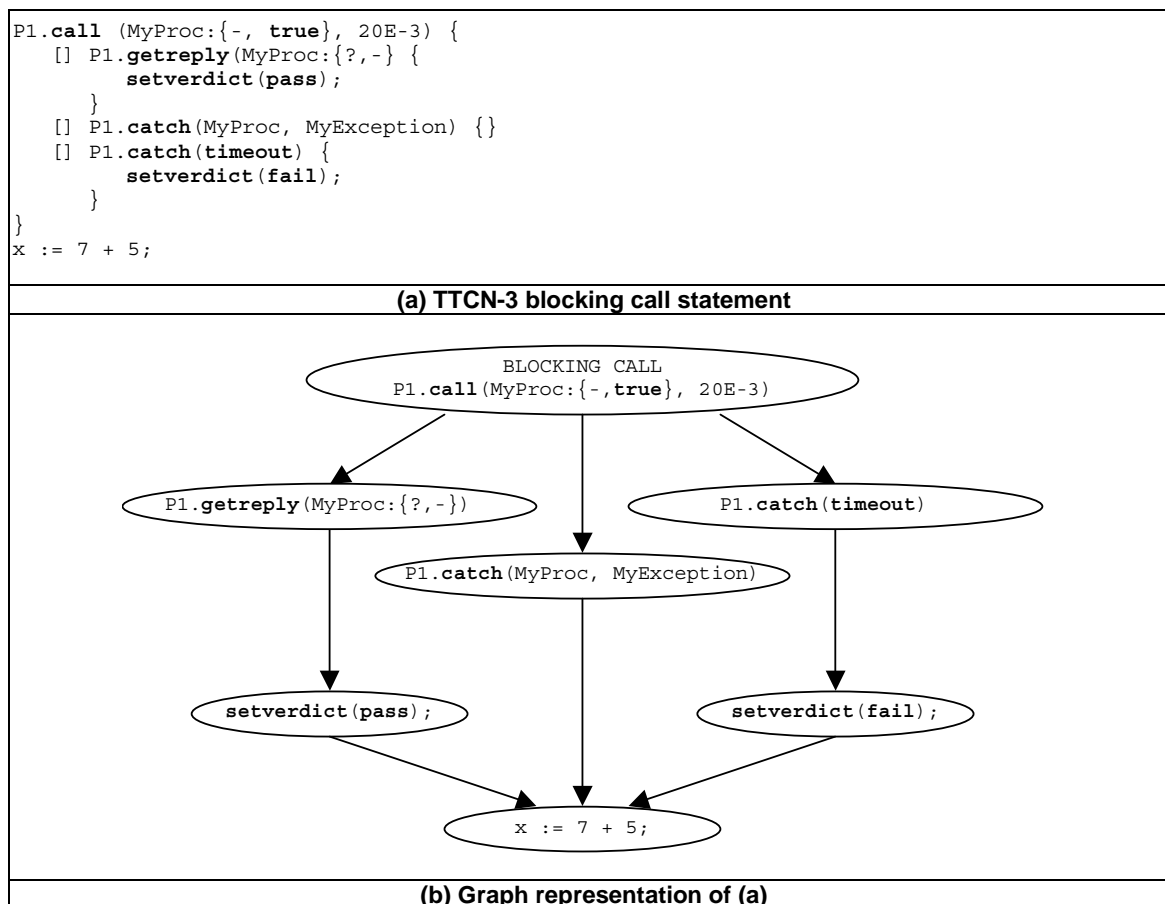 P1.call (MyProc:{-, true}, 20E-3) {
[] P1.getreply(MyProc:{?,-} {
setverdict(pass);
}
[] P1.catch(MyProc, MyException) {}
[] P1.catch(timeout) {
setverdict(fail);
}
}
x := 7 + 5;
(a) TTCN-3 blocking call statement
BLOCKING CALL
P1.call(MyProc:{-,true}, 20E-3)
P1.getreply(MyProc:{?,-})
P1.catch(timeout)
P1.catch(MyProc, MyException)
setverdict(pass);
setverdict(fail);
x := 7 + 5;
(b) Graph representation of (a)